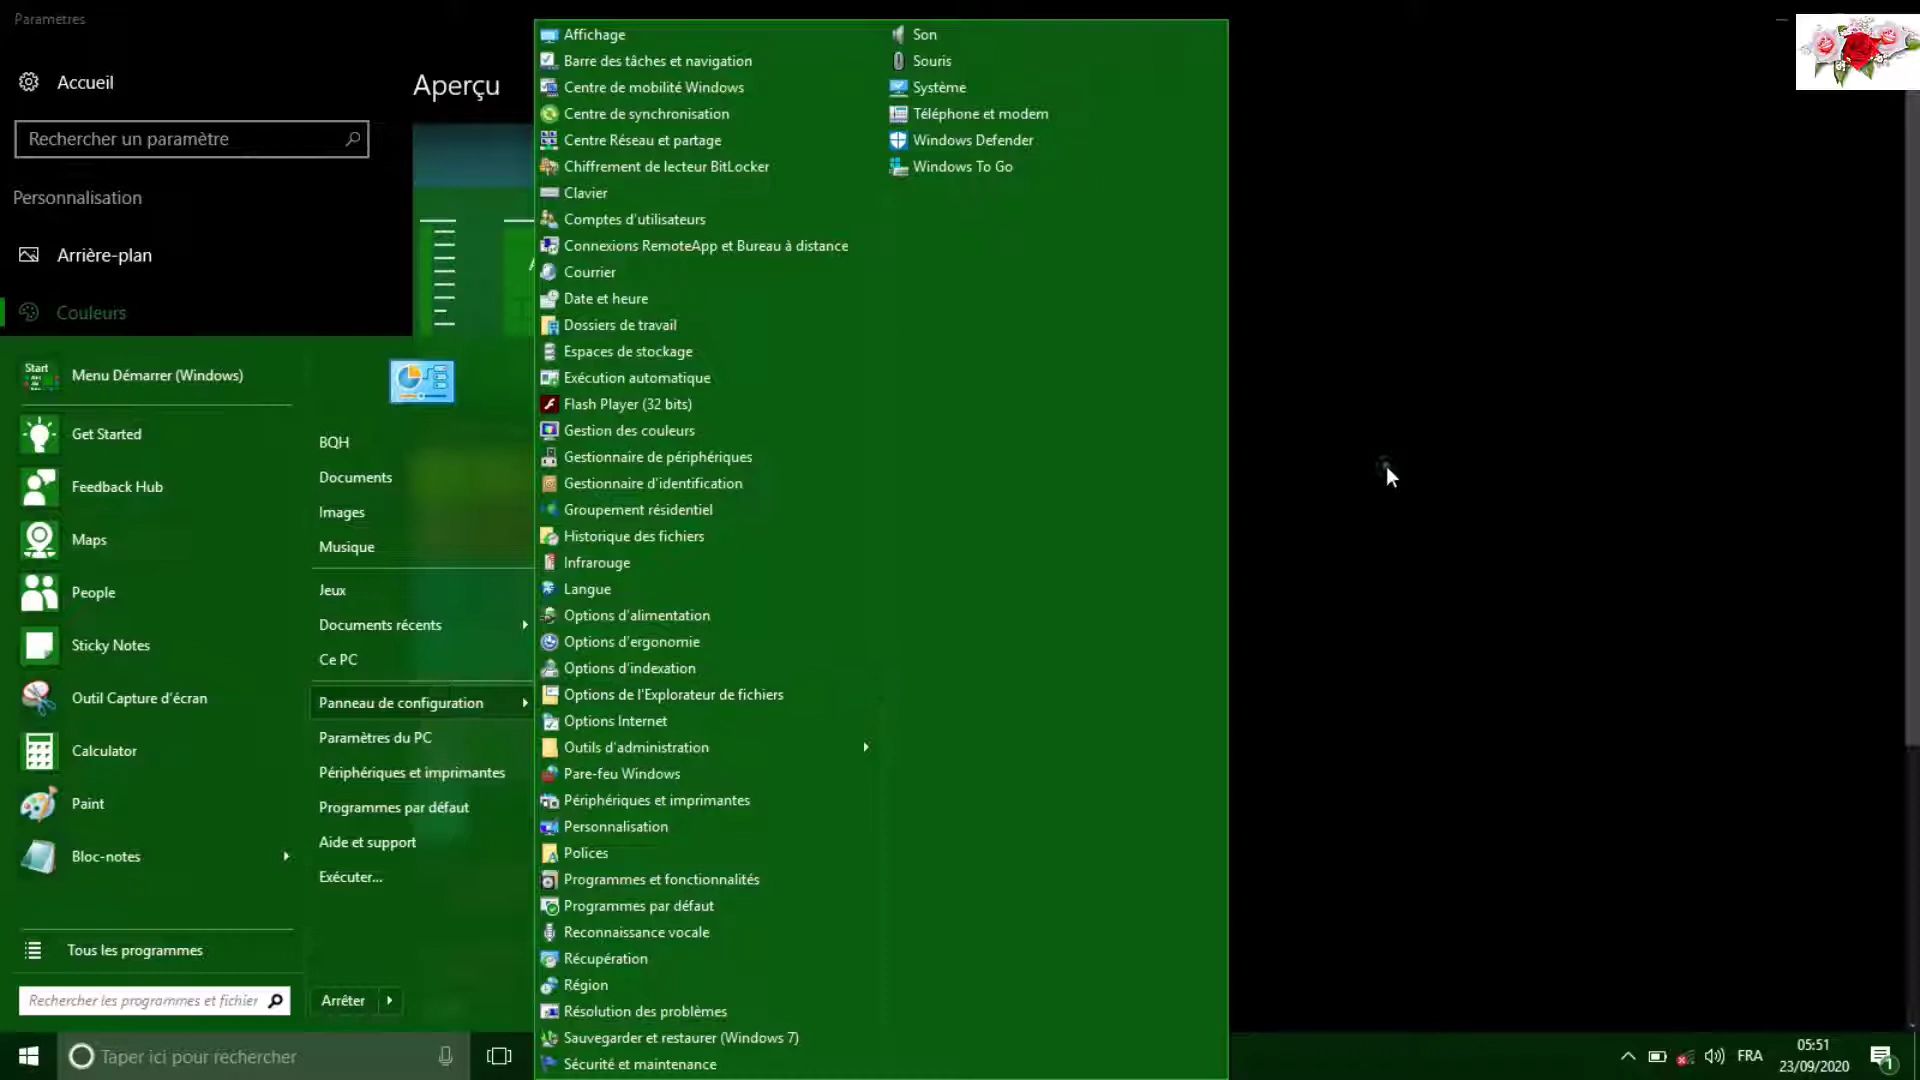 Paramètres
Accueil
Rechercher un paramètre
Personnalisation
Arrière-plan
Couleurs
Aperçu
Start
Menu Démarrer (Windows)
Get Started
Feedback Hub
Maps
People
Sticky Notes
Outil Capture d'écran
Calculator
Paint
Bloc-notes
Tous les programmes
Rechercher les programmes et fichier
BQH
Documents
Images
Musique
Jeux
Documents récents
Ce PC
Panneau de configuration
Paramètres du PC
Périphériques et imprimantes
Programmes par défaut
Aide et support
Exécuter...
Arrêter
Affichage
Barre des tâches et navigation
Centre de mobilité Windows
Centre de synchronisation
Centre Réseau et partage
Chiffrement de lecteur BitLocker
Clavier
Comptes d'utilisateurs
Connexions RemoteApp et Bureau à distance
Courrier
Date et heure
Dossiers de travail
Espaces de stockage
Exécution automatique
Flash Player (32 bits)
Gestion des couleurs
Gestionnaire de périphériques
Gestionnaire d'identification
Groupement résidentiel
Historique des fichiers
Infrarouge
Langue
Options d'alimentation
Options d'ergonomie
Options d'indexation
Options de l'Explorateur de fichiers
Options Internet
Outils d'administration
Pare-feu Windows
Périphériques et imprimantes
Personnalisation
Polices
Programmes et fonctionnalités
Programmes par défaut
Reconnaissance vocale
Récupération
Région
Résolution des problèmes
Sauvegarder et restaurer (Windows 7)
Sécurité et maintenance
Son
Souris
Système
Téléphone et modem
Windows Defender
Windows To Go
Taper ici pour rechercher
FRA
05:51
23/09/2020
1